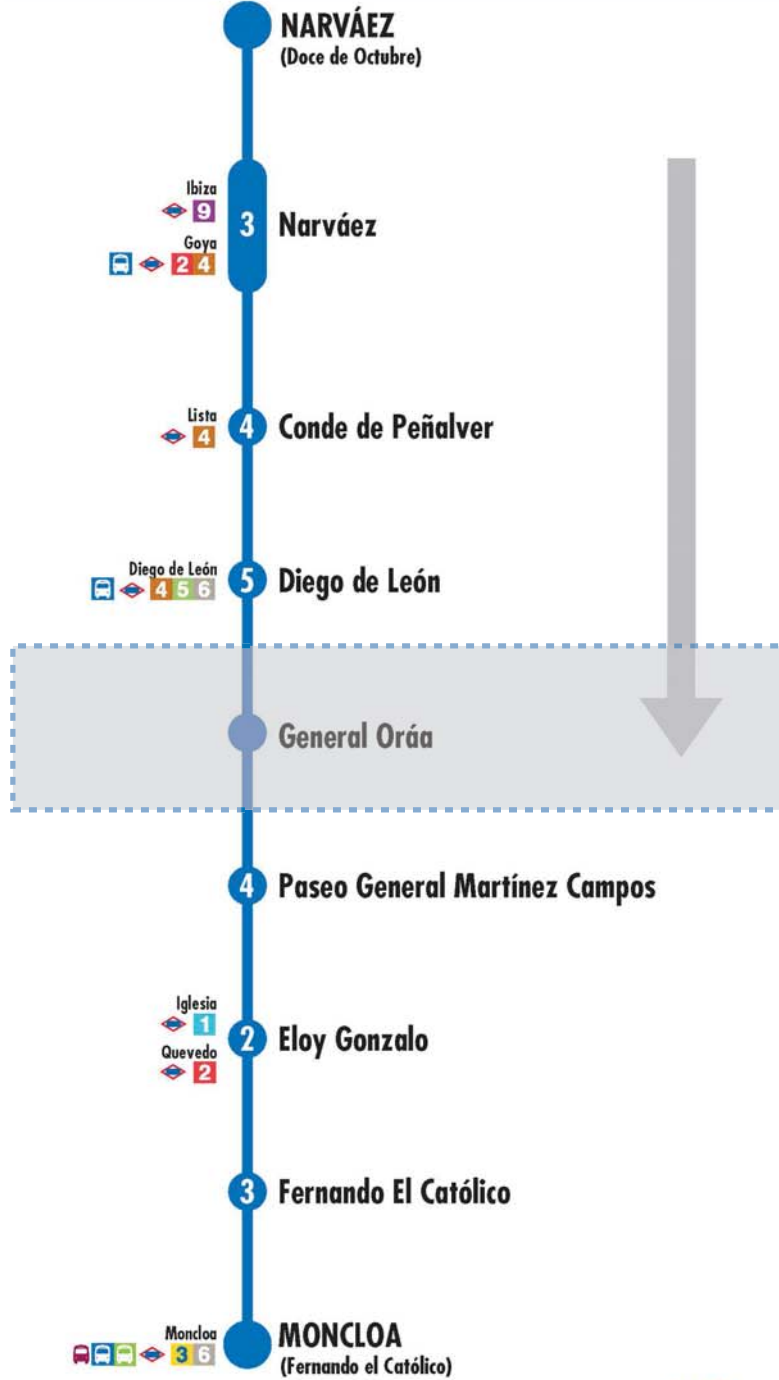 NARVÁEZ
(Doce de Octubre)
Ibiza
9
3
Narváez
Goya
2 4
Lista
4
4
Conde de Peñalver
Diego de León
4 5 6
5
Diego de León
General Oráa
4
Paseo General Martínez Campos
Iglesia
1
2
Eloy Gonzalo
Quevedo
2
3
Fernando El Católico
Moncloa
3 6
MONCLOA
(Fernando el Católico)